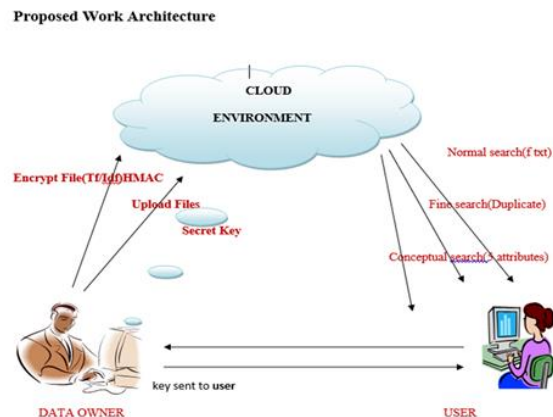 Proposed Work Architecture
CLOUD
ENVIRONMENT
Normal search(f txt)
Encrypt File(Tf/Idf)HMAC
Upload Files
Fine search(Duplicate)
Secret Key
Conceptual search(3 attributes)
key sent to user
DATA OWNER
USER